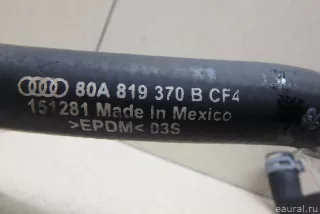 80A 819 370 B CF4
151281 Made in Mexico
>EPDM< 03S
© eaural.ru